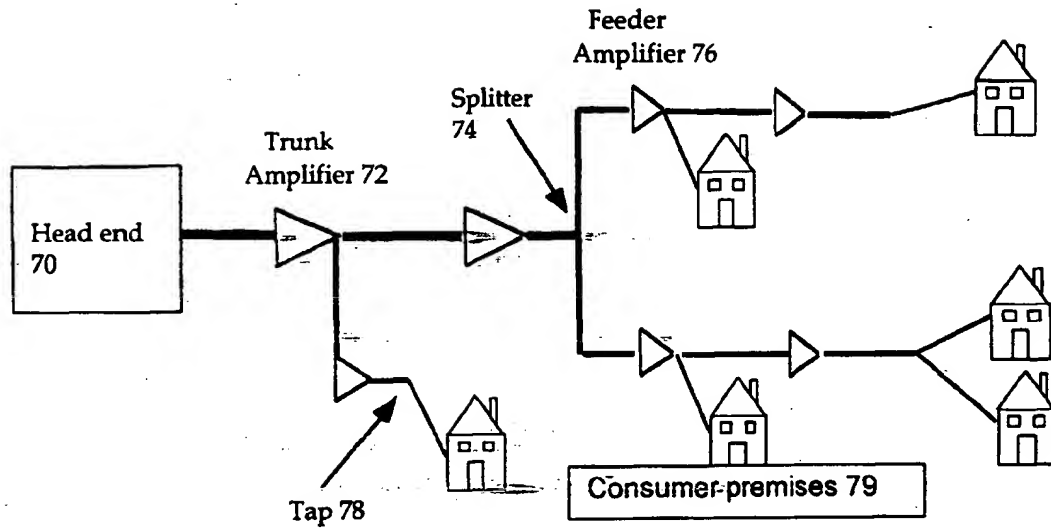 Feeder
Amplifier 76
Splitter
74
Trunk
Amplifier 72
Head end
70
Tap 78
Consumer premises 79